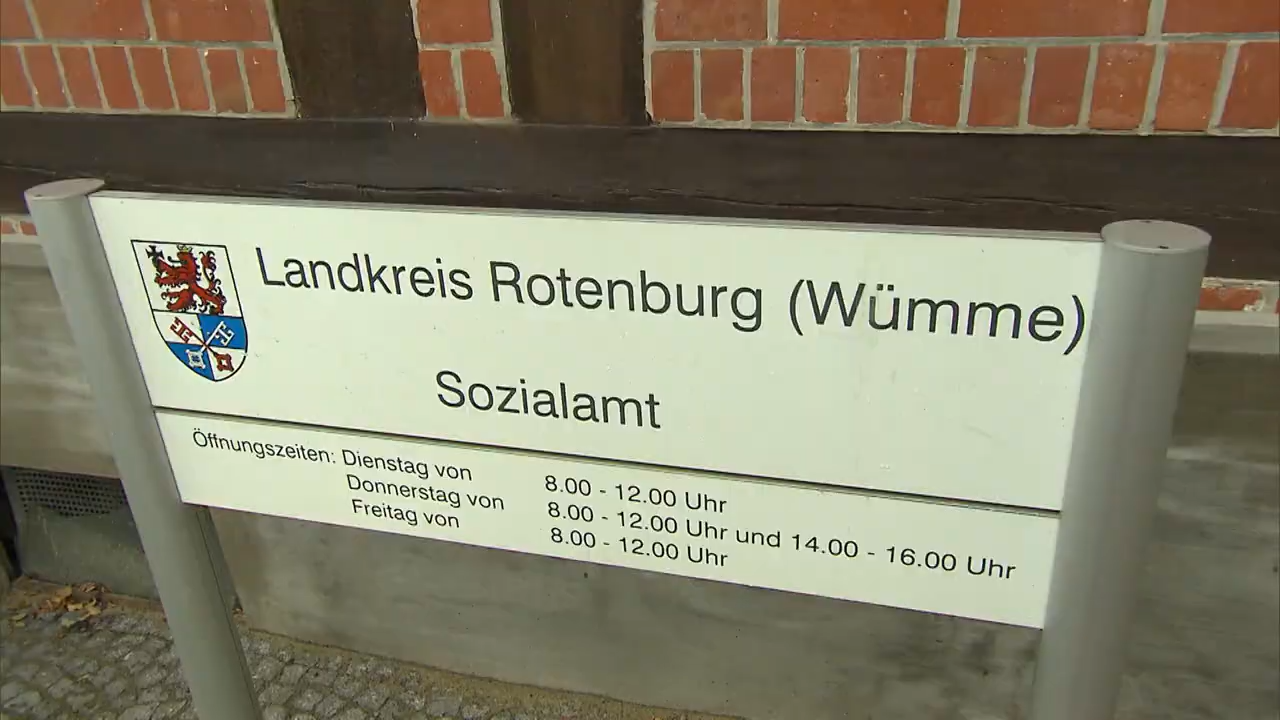 Landkreis Rotenburg (Wümme)
Sozialamt
Öffnungszeiten: Dienstag von 8.00 - 12.00 Uhr
Donnerstag von 8.00 - 12.00 Uhr und 14.00 - 16.00 Uhr
Freitag von 8.00 - 12.00 Uhr